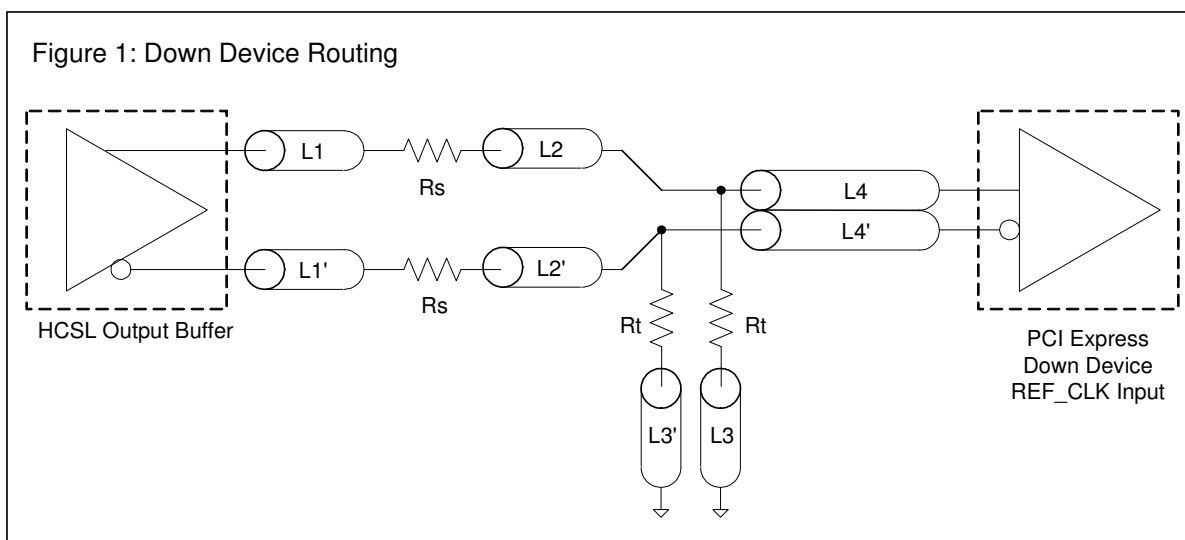 Figure 1: Down Device Routing
L1
L2
Rs
L4
L4'
L1'
L2'
Rs
HCSL Output Buffer
Rt
Rt
PCI Express
Down Device
REF_CLK Input
L3'
L3